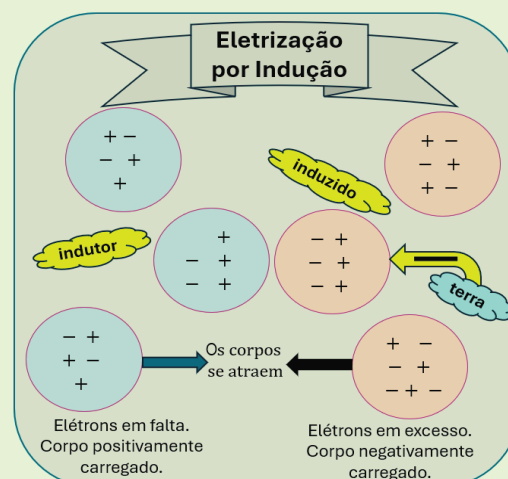 Eletrização
por Indução
+ −
− +
+
+ −
− +
+ −
induzido
indutor
+
− +
− +
− +
− +
− +
−
terra
− +
+ −
+
Os corpos
se atraem
+ −
− +
− + −
Elétrons em falta.
Corpo positivamente
carregado.
Elétrons em excesso.
Corpo negativamente
carregado.